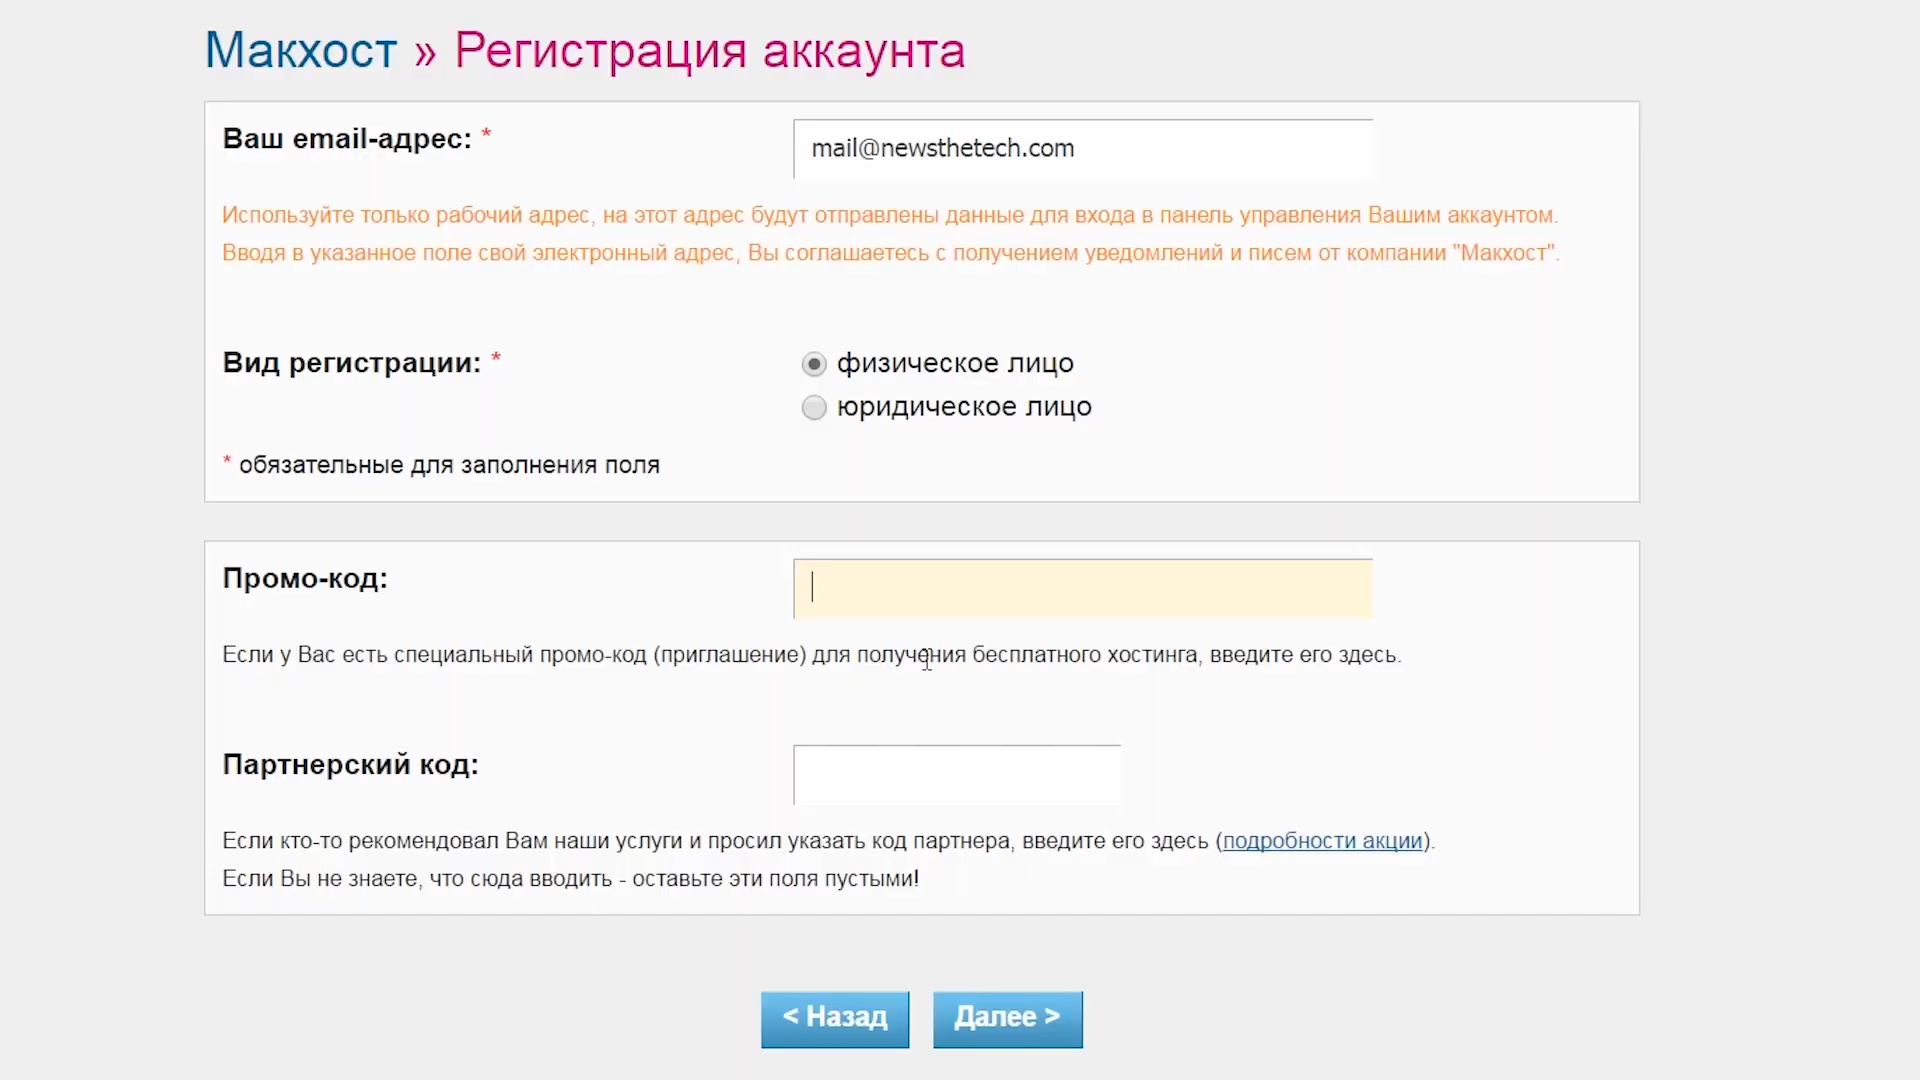 Макхост » Регистрация аккаунта
Ваш email-адрес: *
mail@newsthetech.com
Используйте только рабочий адрес, на этот адрес будут отправлены данные для входа в панель управления Вашим аккаунтом.
Вводя в указанное поле свой электронный адрес, Вы соглашаетесь с получением уведомлений и писем от компании "Макхост".
Вид регистрации: *
физическое лицо
юридическое лицо
* обязательные для заполнения поля
Промо-код:
Если у Вас есть специальный промо-код (приглашение) для получения бесплатного хостинга, введите его здесь.
Партнерский код:
Если кто-то рекомендовал Вам наши услуги и просил указать код партнера, введите его здесь (подробности акции).
Если Вы не знаете, что сюда вводить - оставьте эти поля пустыми!
< Назад
Далее >